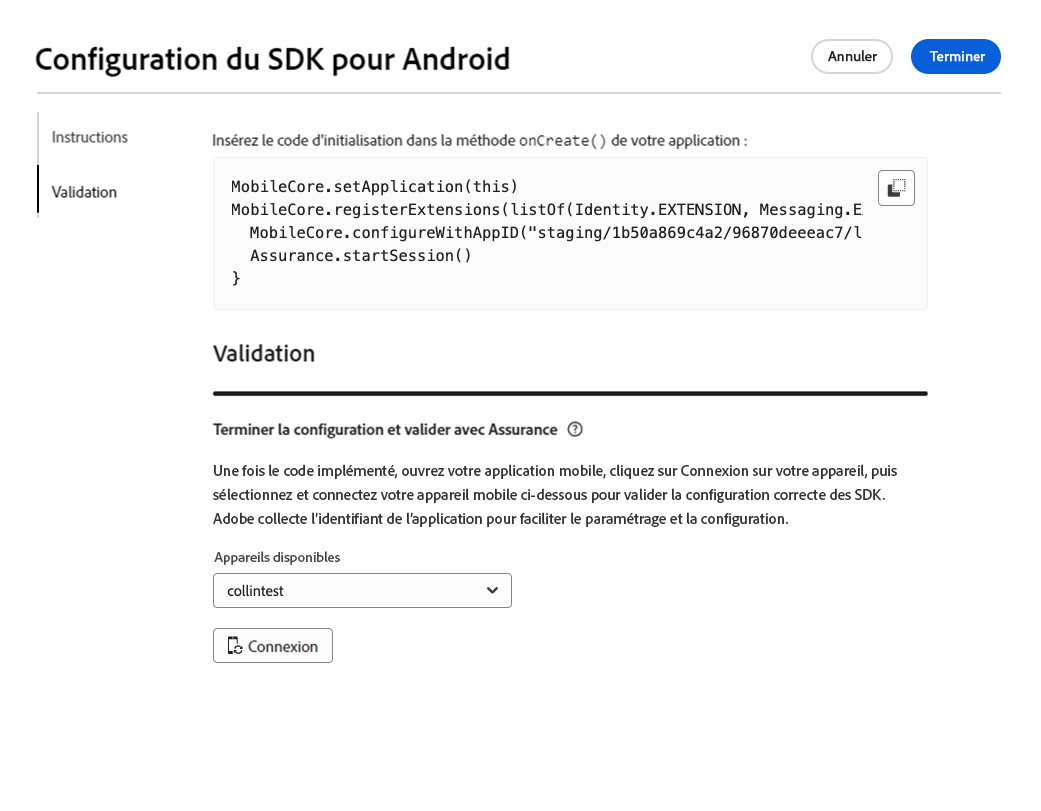 Configuration du SDK pour Android
Annuler
Terminer
Instructions
Validation
Insérez le code d'initialisation dans la méthode onCreate() de votre application :
MobileCore.setApplication(this)
MobileCore.registerExtensions(listOf(Identity.EXTENSION, Messaging.E
MobileCore.configureWithAppID("staging/1b50a869c4a2/96870deeeac7/l
Assurance.startSession()
}
Validation
Terminer la configuration et valider avec Assurance
Une fois le code implémenté, ouvrez votre application mobile, cliquez sur Connexion sur votre appareil, puis
sélectionnez et connectez votre appareil mobile ci-dessous pour valider la configuration correcte des SDK.
Adobe collecte l’identifiant de l’application pour faciliter le paramétrage et la configuration.
Appareils disponibles
collintest
Connexion